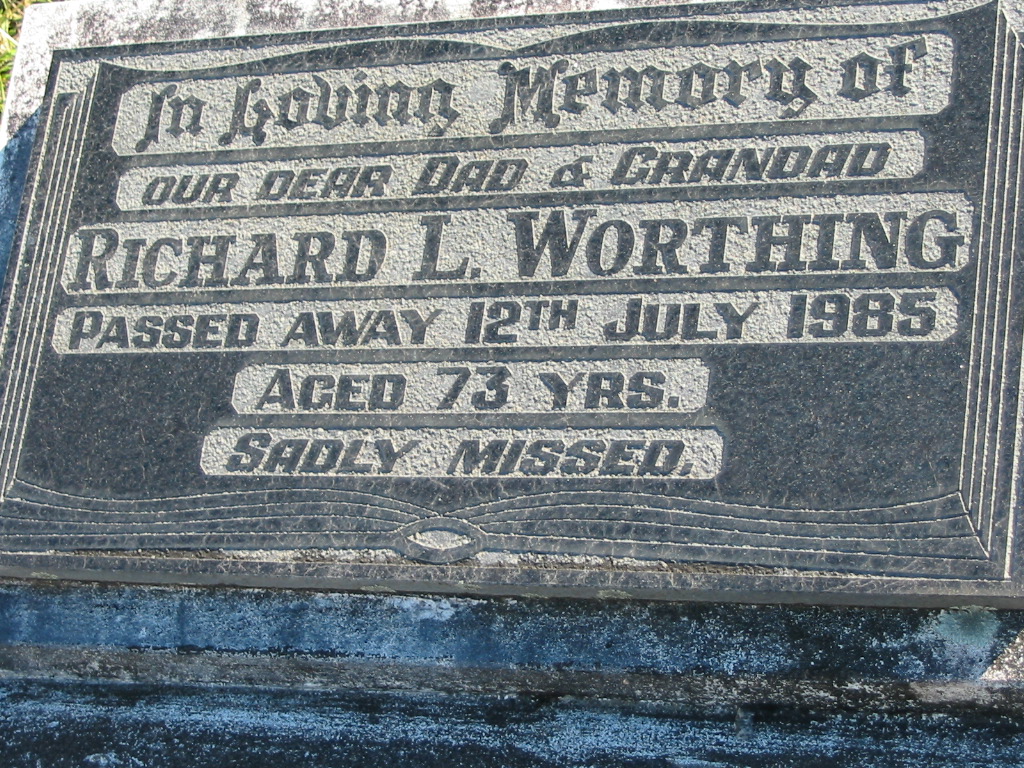 In Loving Memory of
OUR DEAR DAD & GRANDAD
RICHARD L. WORTHING
PASSED AWAY 12TH JULY 1985
AGED 73 YRS.
SADLY MISSED.